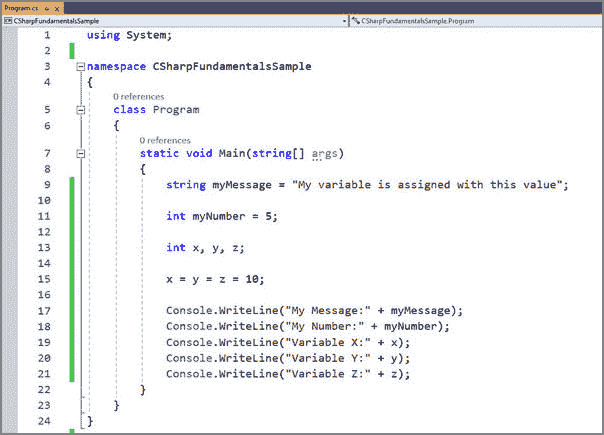 Program.cs
CSharpFundamentalsSample
CSharpFundamentalsSample.Program
1 using System;
2
3 namespace CSharpFundamentalsSample
4 {
0 references
5 class Program
6 {
0 references
7 static void Main(string[] args)
8 {
9 string myMessage = "My variable is assigned with this value";
10
11 int myNumber = 5;
12
13 int x, y, z;
14
15 x = y = z = 10;
16
17 Console.WriteLine("My Message:" + myMessage);
18 Console.WriteLine("My Number:" + myNumber);
19 Console.WriteLine("Variable X:" + x);
20 Console.WriteLine("Variable Y:" + y);
21 Console.WriteLine("Variable Z:" + z);
22 }
23 }
24 }